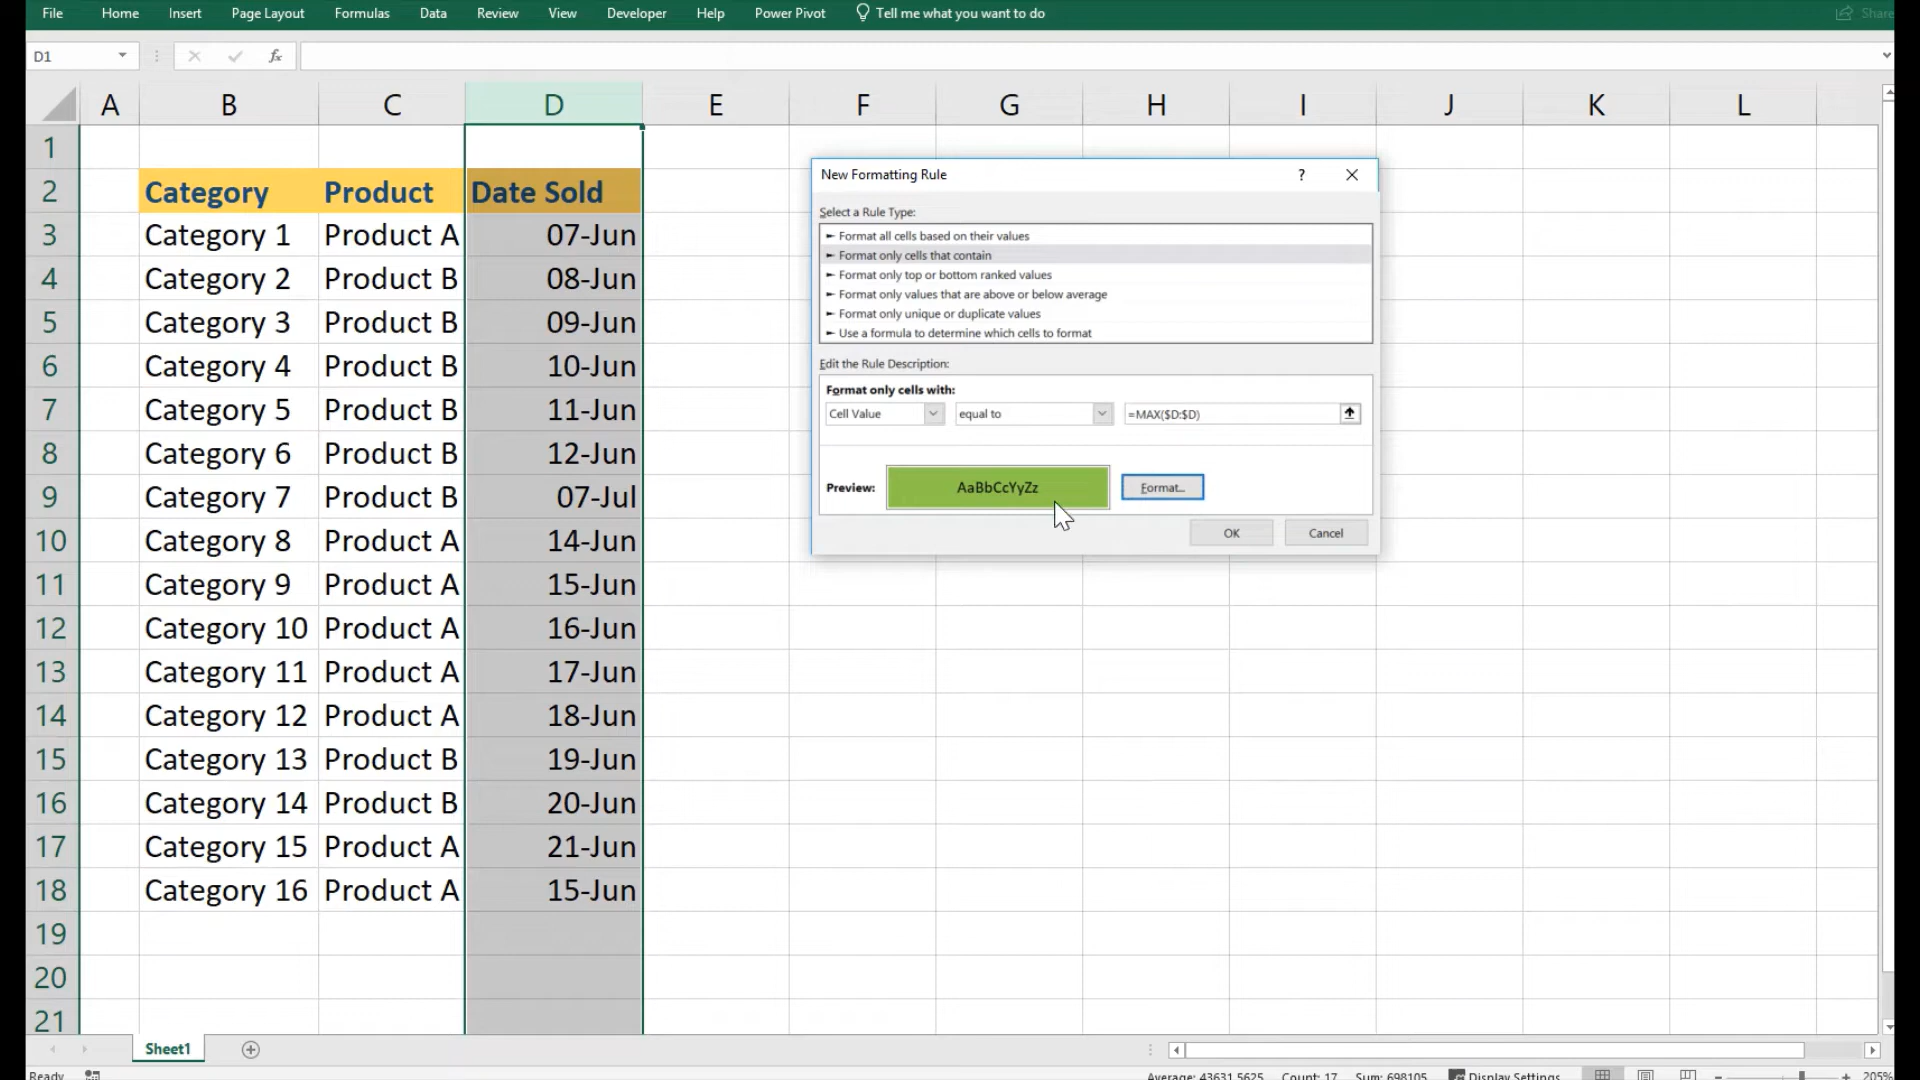 File Home Insert Page Layout Formulas Data Review View Developer Help Power Pivot Tell me what you want to do Share
D1 fx
A B C D E F G H I J K L
1
2 Category Product Date Sold
3 Category 1 Product A 07-Jun
4 Category 2 Product B 08-Jun
5 Category 3 Product B 09-Jun
6 Category 4 Product B 10-Jun
7 Category 5 Product B 11-Jun
8 Category 6 Product B 12-Jun
9 Category 7 Product B 07-Jul
10 Category 8 Product A 14-Jun
11 Category 9 Product A 15-Jun
12 Category 10 Product A 16-Jun
13 Category 11 Product A 17-Jun
14 Category 12 Product A 18-Jun
15 Category 13 Product B 19-Jun
16 Category 14 Product B 20-Jun
17 Category 15 Product A 21-Jun
18 Category 16 Product A 15-Jun
19
20
21
New Formatting Rule ?
Select a Rule Type:
► Format all cells based on their values
► Format only cells that contain
► Format only top or bottom ranked values
► Format only values that are above or below average
► Format only unique or duplicate values
► Use a formula to determine which cells to format
Edit the Rule Description:
Format only cells with:
Cell Value equal to =MAX($D:$D)
Preview: AaBbCcYyZz Format...
OK Cancel
Sheet1
Ready Average: 43631.5625 Count: 17 Sum: 698105 Display Settings 205%